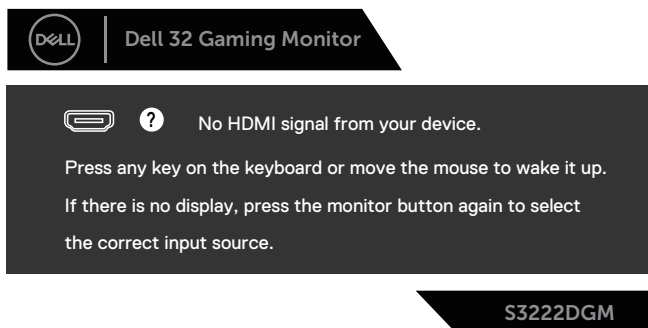 DELL
Dell 32 Gaming Monitor
?
No HDMI signal from your device.
Press any key on the keyboard or move the mouse to wake it up.
If there is no display, press the monitor button again to select
the correct input source.
S3222DGM